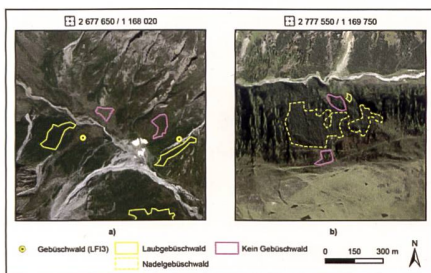 2 677 650 / 1 168 020
2 777 550 / 1 169 750
a)
b)
Gebüschwald (LFI3)
Laubgebüschwald
Kein Gebüschwald
Nadelgebüschwald
0 150 300 m
N